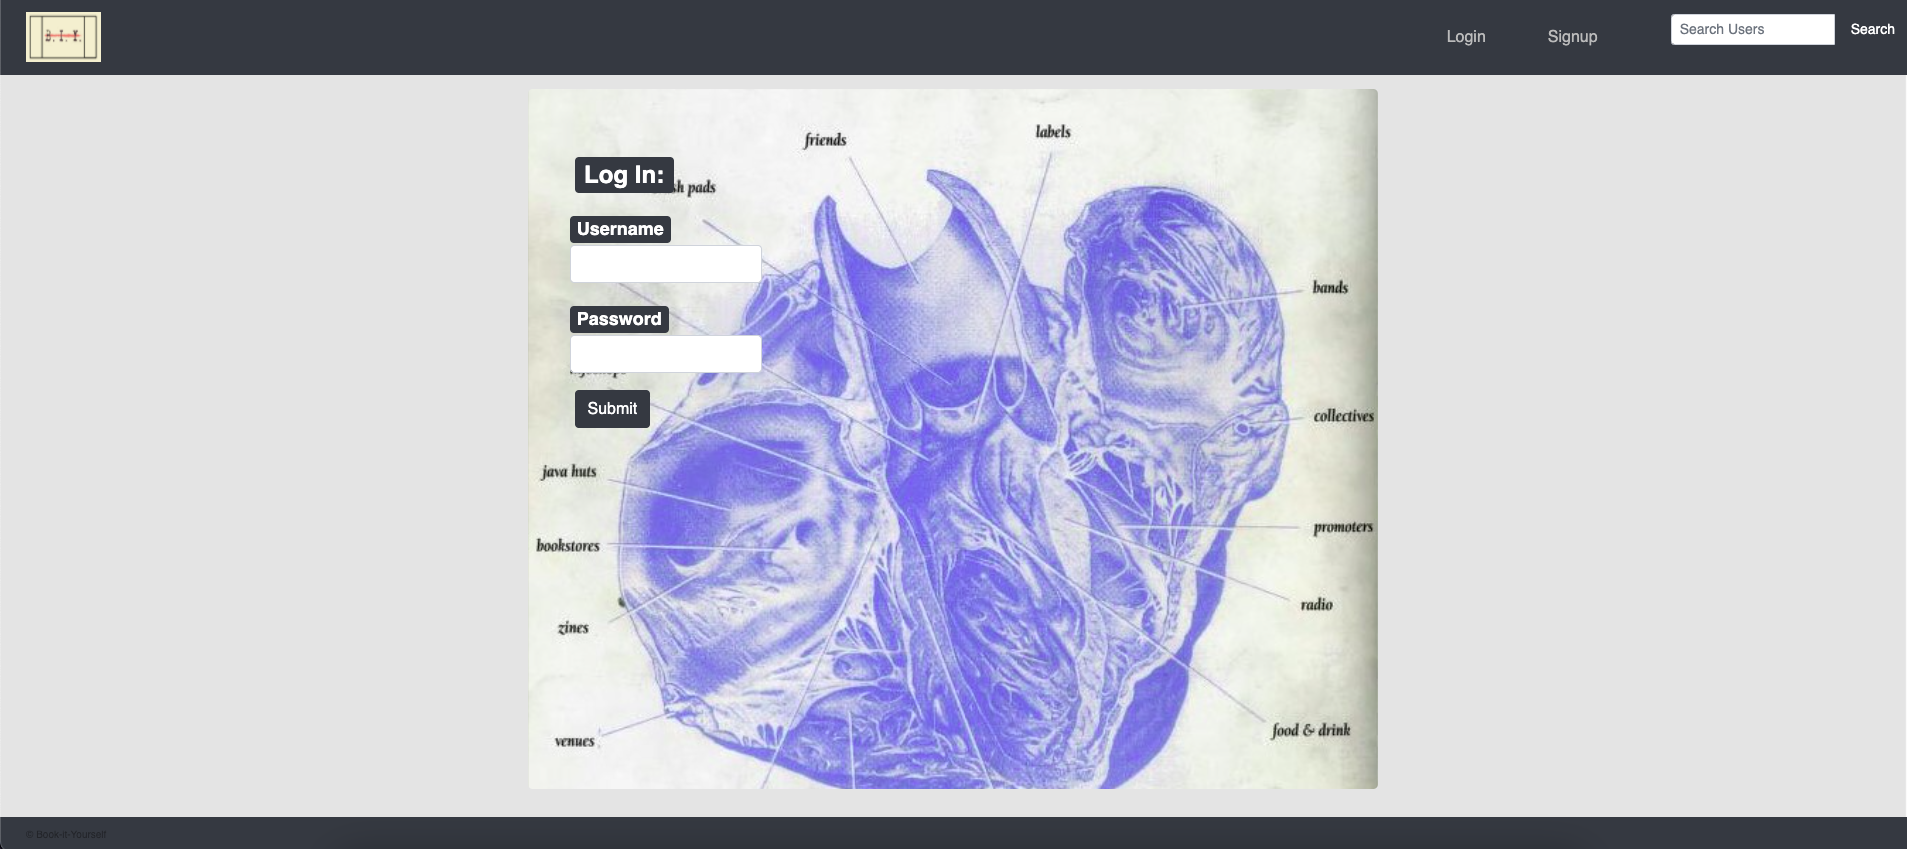 B. I. Y.
Login
Signup
Search Users
Search
friends
labels
Log In:
sh pads
Username
bands
Password
Submit
collectives
java huts
bookstores
promoters
radio
zines
food & drink
venues
© Book-it-Yourself